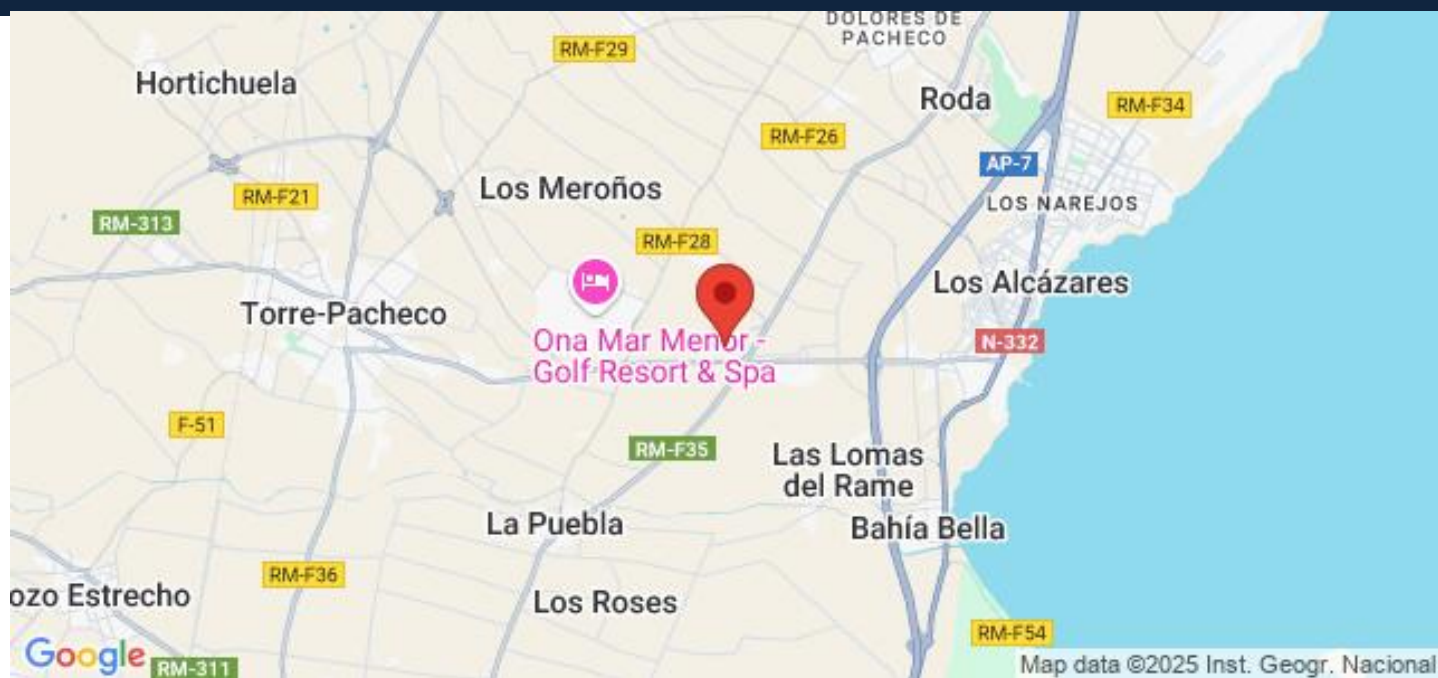 DOLORES DE
PACHECO
RM-F29
Hortichuela
Roda
RM-F34
RM-F26
AP-7
Los Meroños
RM-F21
LOS NAREJOS
RM-313
RM-F28
Los Alcázares
Torre-Pacheco
Ona Mar Menor -
Golf Resort & Spa
N-332
F-51
RM-F35
Las Lomas
del Rame
La Puebla
Bahía Bella
RM-F36
ozo Estrecho
Los Roses
RM-F54
Google
RM-311
Map data ©2025 Inst. Geogr. Nacional